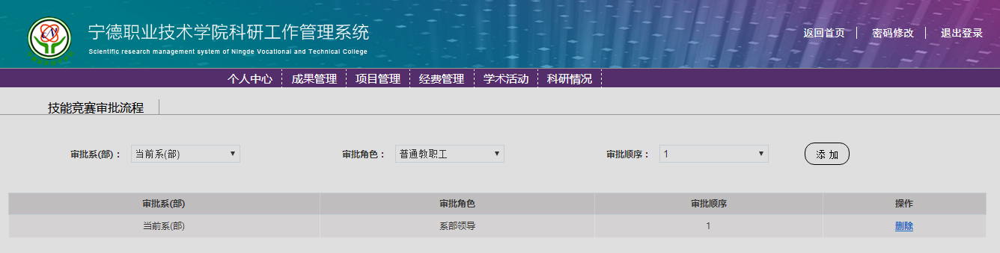 宁德职业技术学院科研工作管理系统
Scientific research management system of Ningde Vocational and Technical College
返回首页 密码修改 退出登录
个人中心 成果管理 项目管理 经费管理 学术活动 科研情况
技能竞赛审批流程
审批系(部)： 当前系(部) 审批角色： 普通教职工 审批顺序： 1 添 加
审批系(部) 审批角色 审批顺序 操作
当前系(部) 系部领导 1 删除